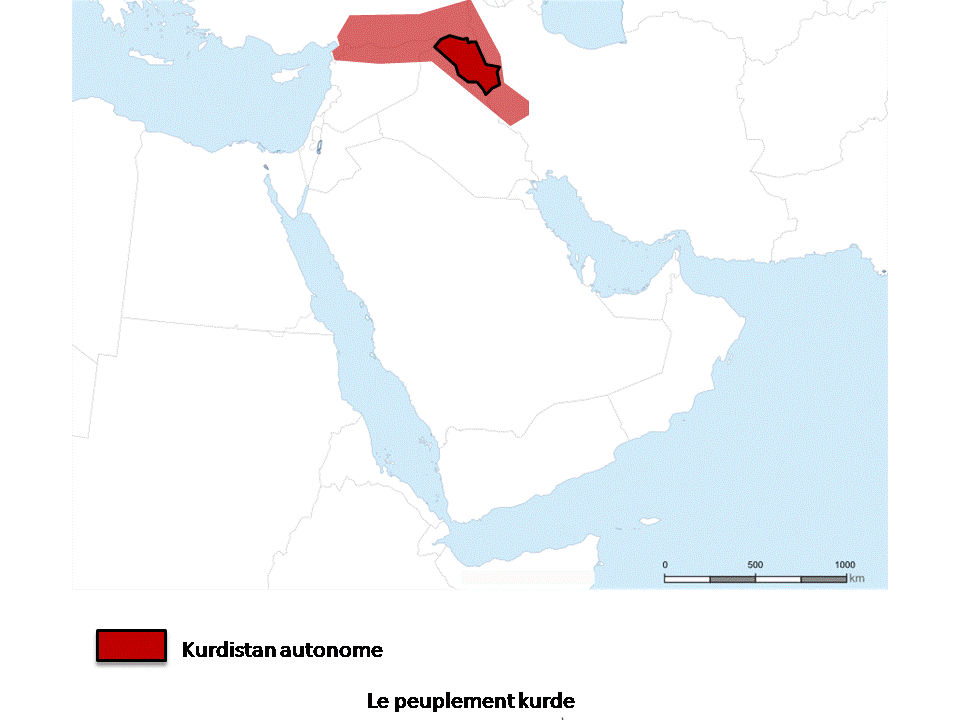 0 500 1000
km
Kurdistan autonome
Le peuplement kurde